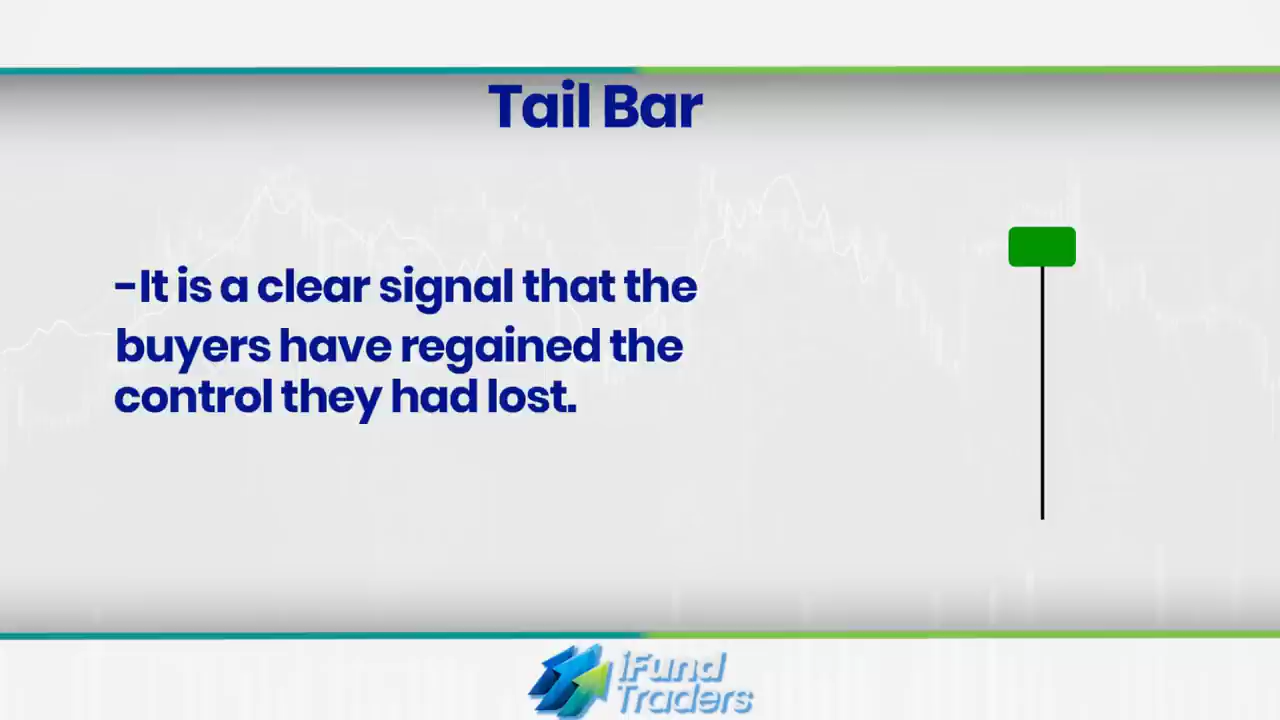 Tail Bar
-It is a clear signal that the
buyers have regained the
control they had lost.
iFund
Traders